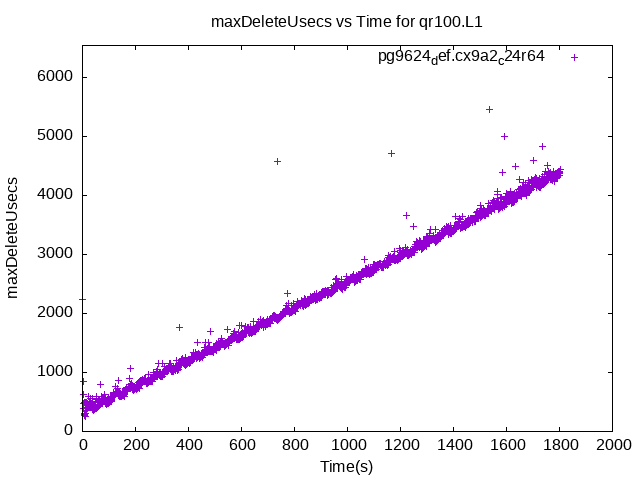 maxDeleteUsecs vs Time for qr100.L1
pg9624_def.cx9a2_c24r64
6000
5000
4000
3000
2000
1000
0
maxDeleteUsecs
0 200 400 600 800 1000 1200 1400 1600 1800 2000
Time(s)